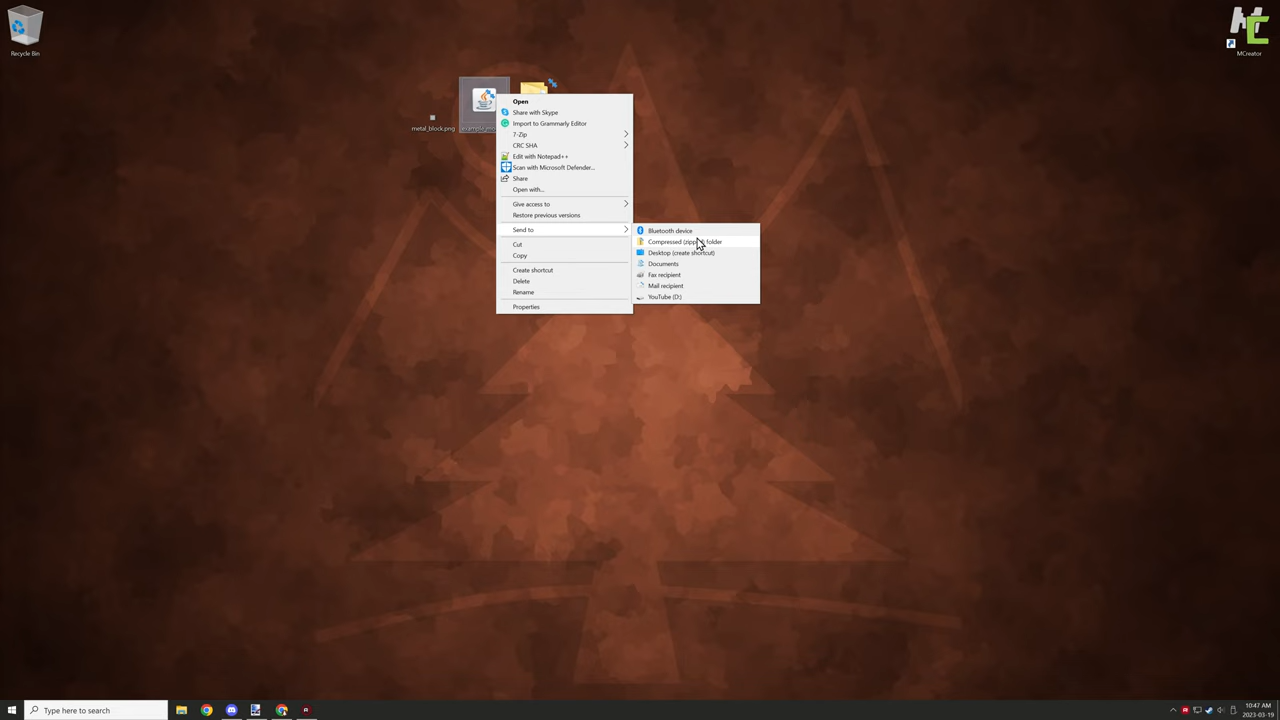 Recycle Bin
MCreator
metal_block.png
Open
Share with Skype
Import to Grammarly Editor
7-Zip
CRC SHA
Edit with Notepad++
Scan with Microsoft Defender...
Share
Open with...
Give access to
Restore previous versions
Send to
Cut
Copy
Create shortcut
Delete
Rename
Properties
Bluetooth device
Compressed (zipped) folder
Desktop (create shortcut)
Documents
Fax recipient
Mail recipient
YouTube (D:)
Type here to search
10:47 AM
2023-03-19